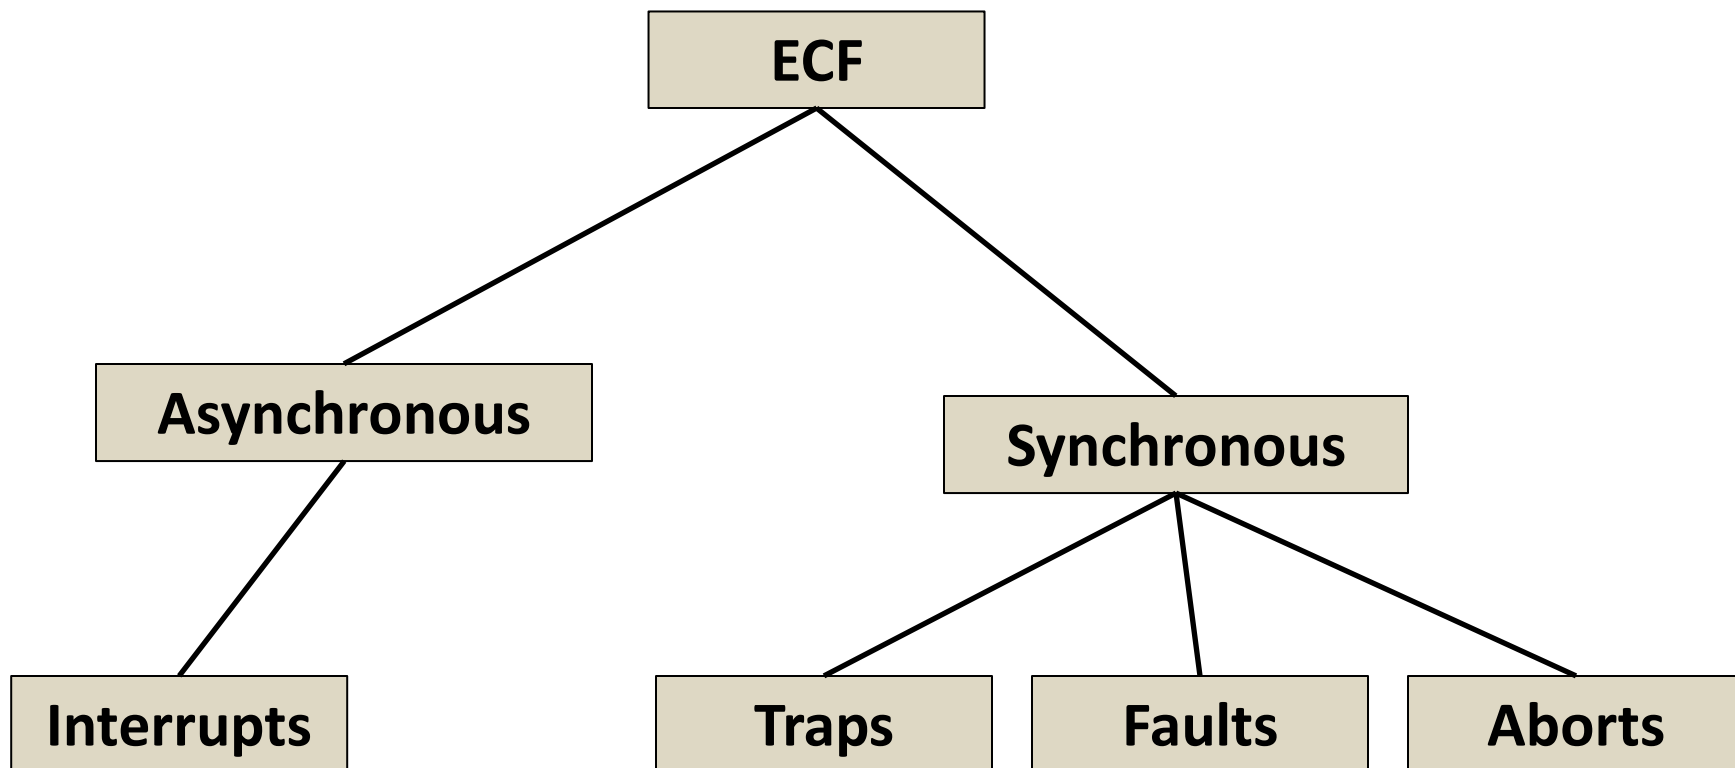 ECF
Asynchronous
Synchronous
Interrupts
Traps
Faults
Aborts